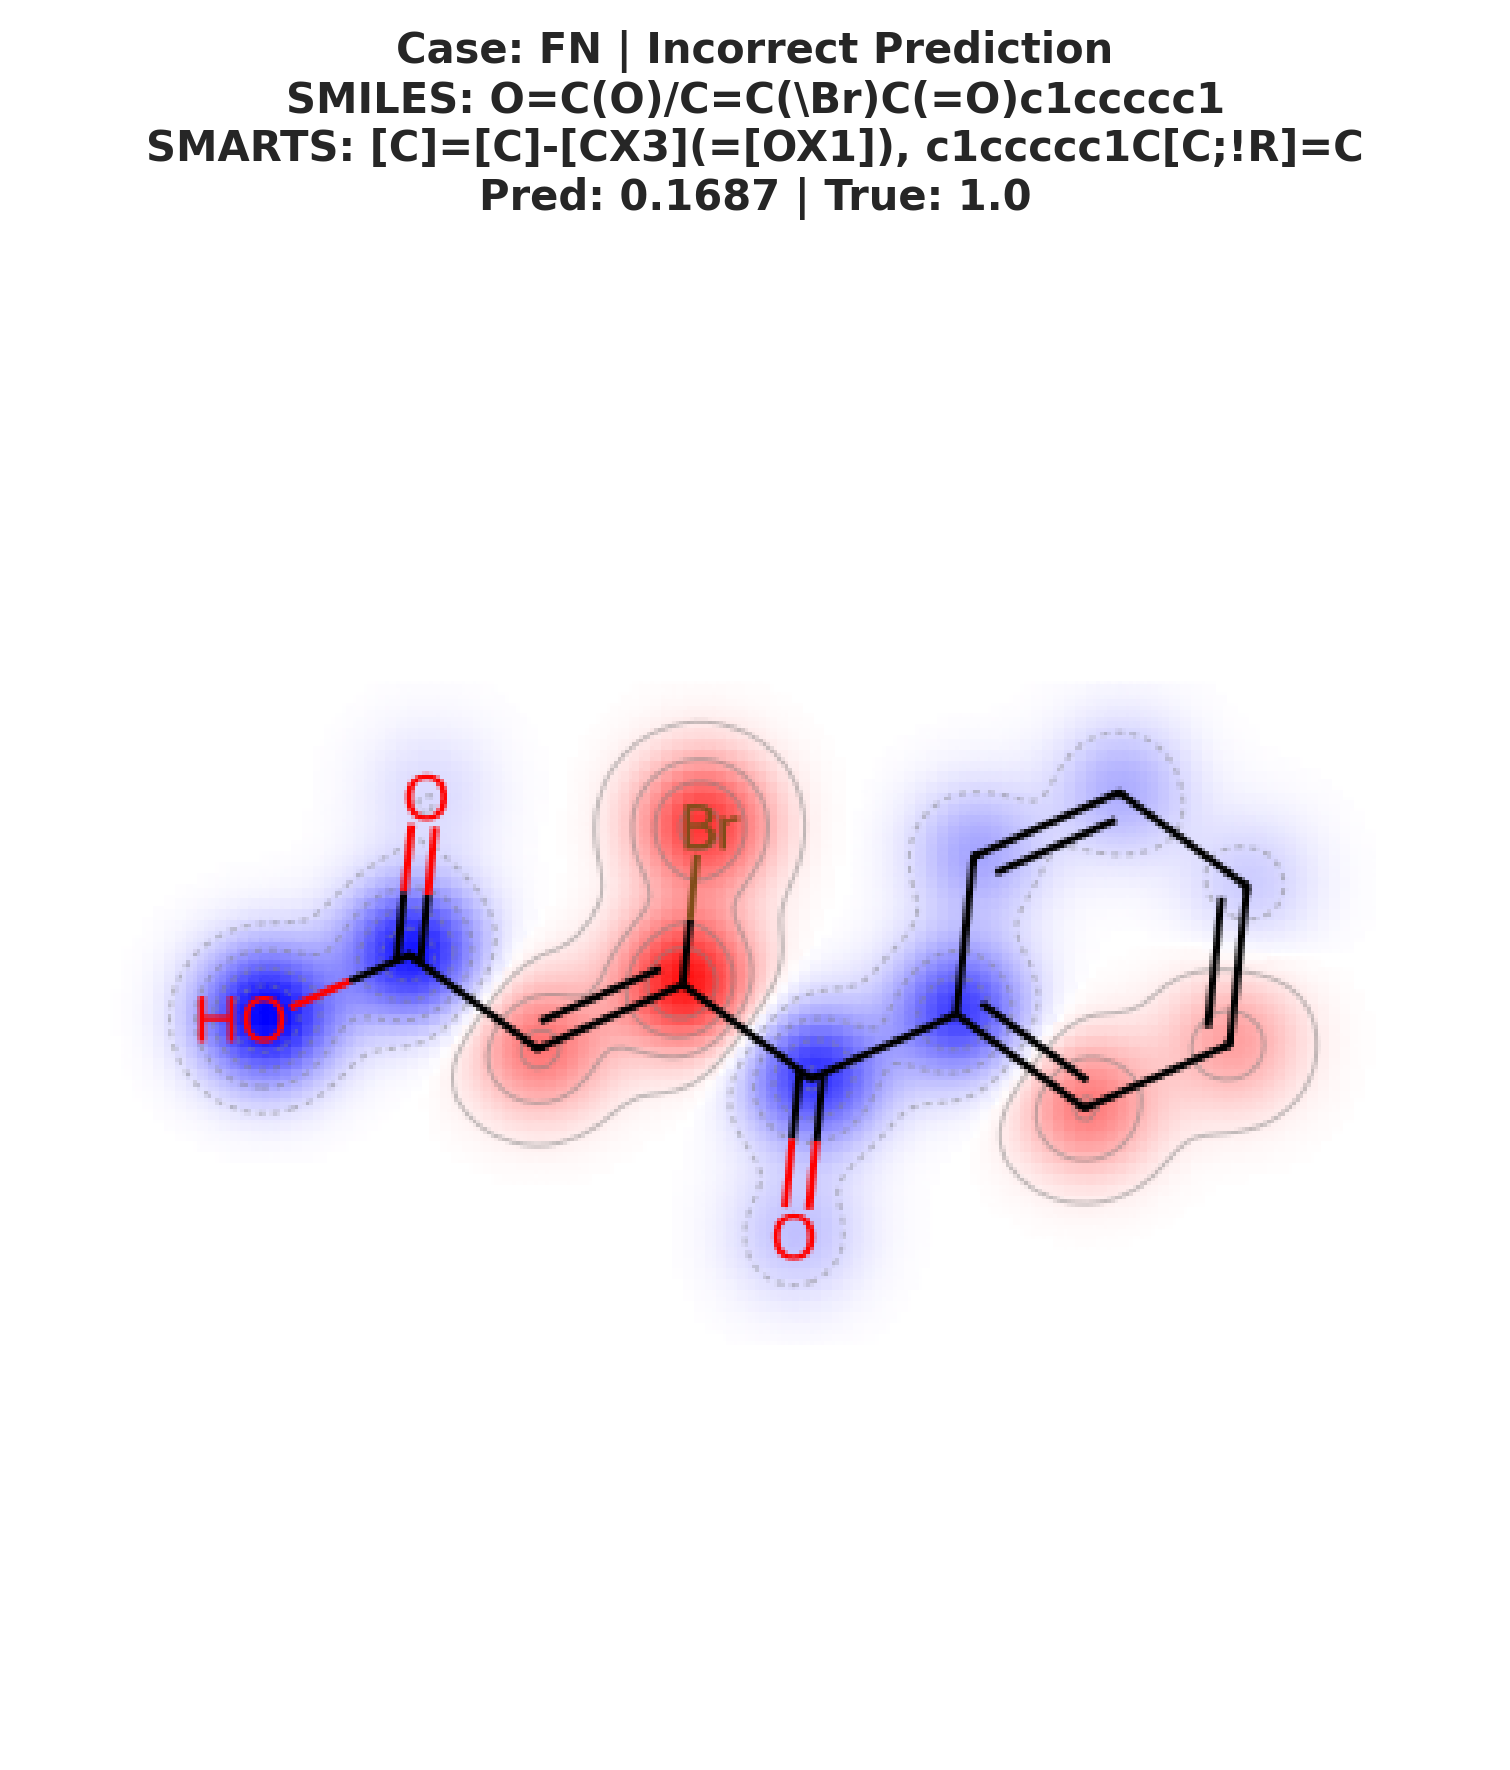 Case: FN | Incorrect Prediction
SMILES: O=C(O)/C=C(\Br)C(=O)c1ccccc1
SMARTS: [C]=[C]-[CX3](=[OX1]), c1ccccc1C[C;!R]=C
Pred: 0.1687 | True: 1.0
O
Br
HO
O